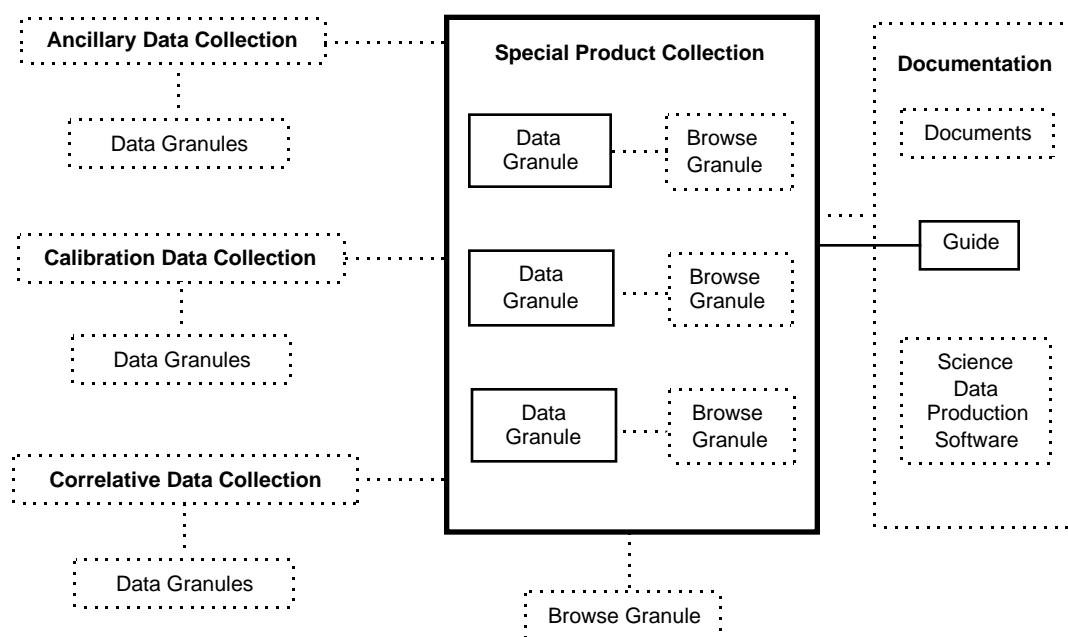 Ancillary Data Collection
Data Granules
Calibration Data Collection
Data Granules
Correlative Data Collection
Data Granules
Special Product Collection
Data
Granule
Browse
Granule
Data
Granule
Browse
Granule
Data
Granule
Browse
Granule
Browse Granule
Documentation
Documents
Guide
Science
Data
Production
Software